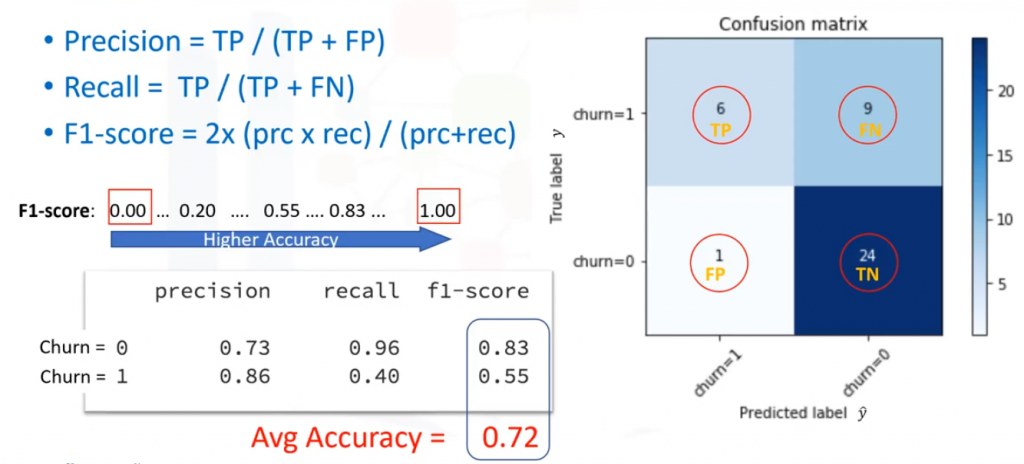 • Precision = TP / (TP + FP)
• Recall = TP / (TP + FN)
• F1-score = 2x (prc x rec) / (prc+rec)
F1-score: 0.00 ... 0.20 .... 0.55 .... 0.83 ... 1.00
Higher Accuracy
precision recall f1-score
Churn = 0 0.73 0.96 0.83
Churn = 1 0.86 0.40 0.55
Avg Accuracy = 0.72
Confusion matrix
True label y
churn=1
6
TP
9
FN
churn=0
1
FP
24
TN
churn=1
churn=0
Predicted label ŷ
20
15
10
5